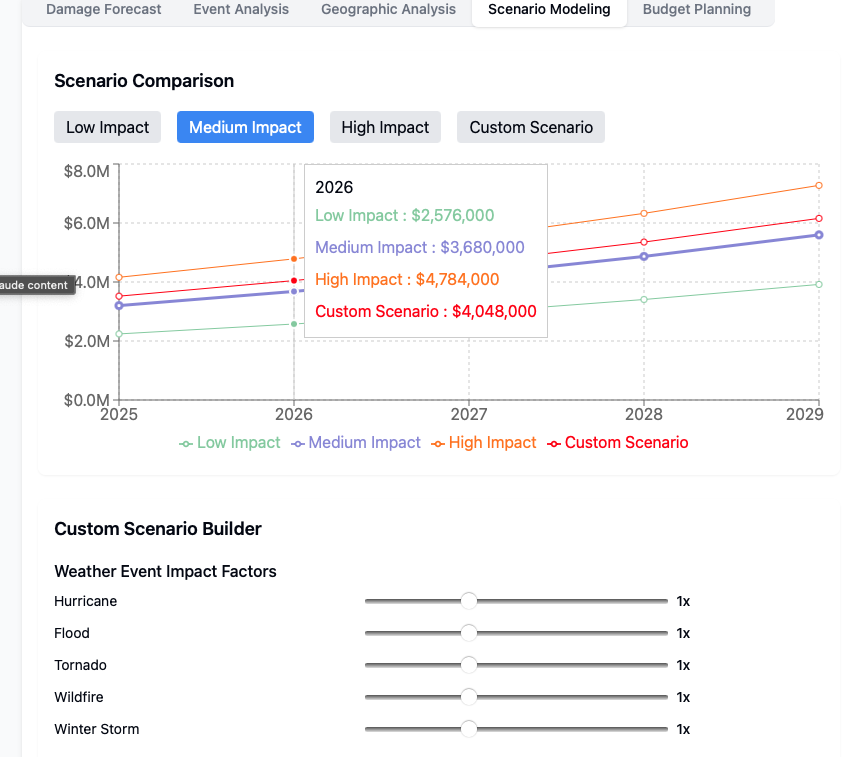 Damage Forecast Event Analysis Geographic Analysis Scenario Modeling Budget Planning
Scenario Comparison
Low Impact Medium Impact High Impact Custom Scenario
$8.0M
$6.0M
4.0M
$2.0M
$0.0M
aude content
2026
Low Impact : $2,576,000
Medium Impact : $3,680,000
High Impact : $4,784,000
Custom Scenario : $4,048,000
2025 2026 2027 2028 2029
Low Impact Medium Impact High Impact Custom Scenario
Custom Scenario Builder
Weather Event Impact Factors
Hurricane 1x
Flood 1x
Tornado 1x
Wildfire 1x
Winter Storm 1x